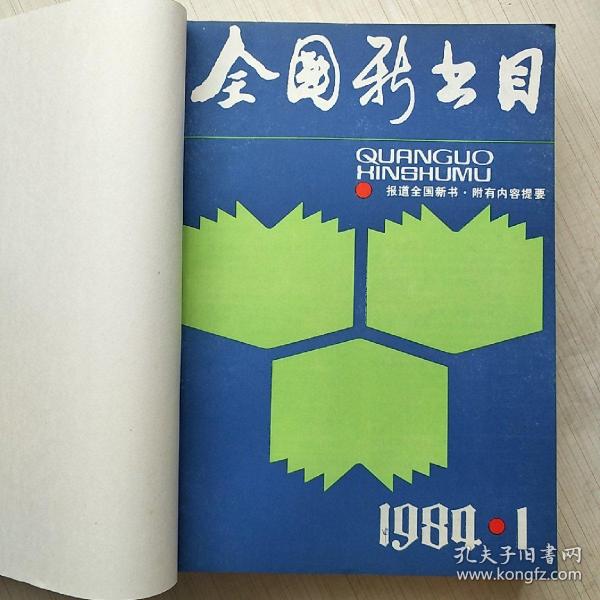 全国新书目
QUANGUO
XINSHUMU
报道全国新书·附有内容提要
1984·1
孔夫子旧书网
www.kongfz.com